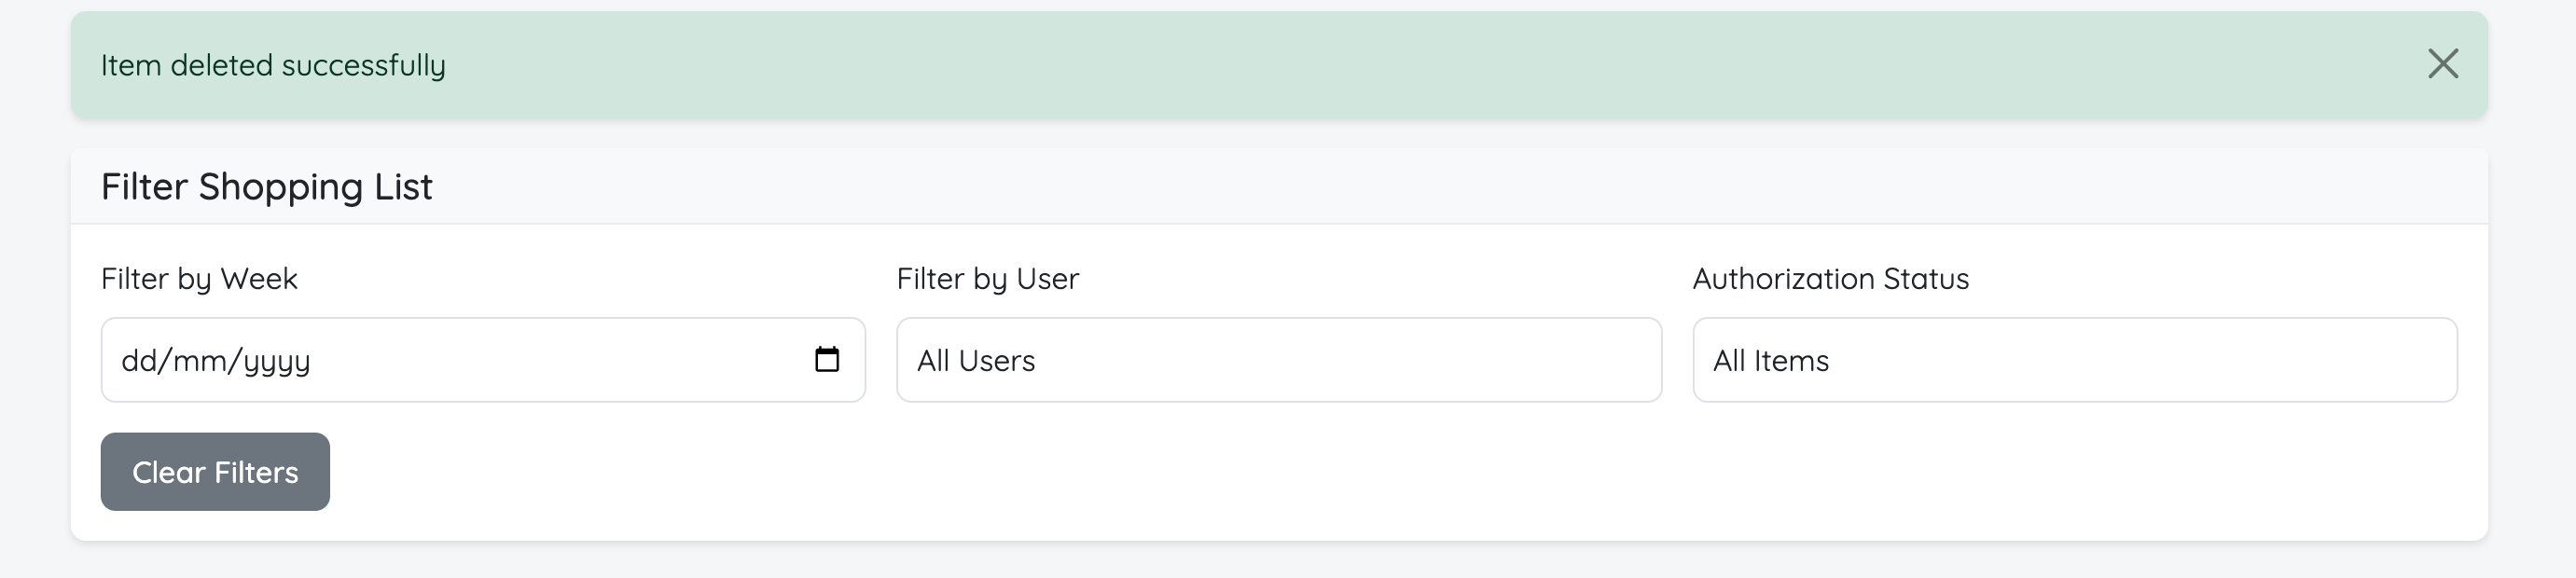 Item deleted successfully
Filter Shopping List
Filter by Week
Filter by User
Authorization Status
dd/mm/yyyy
All Users
All Items
Clear Filters